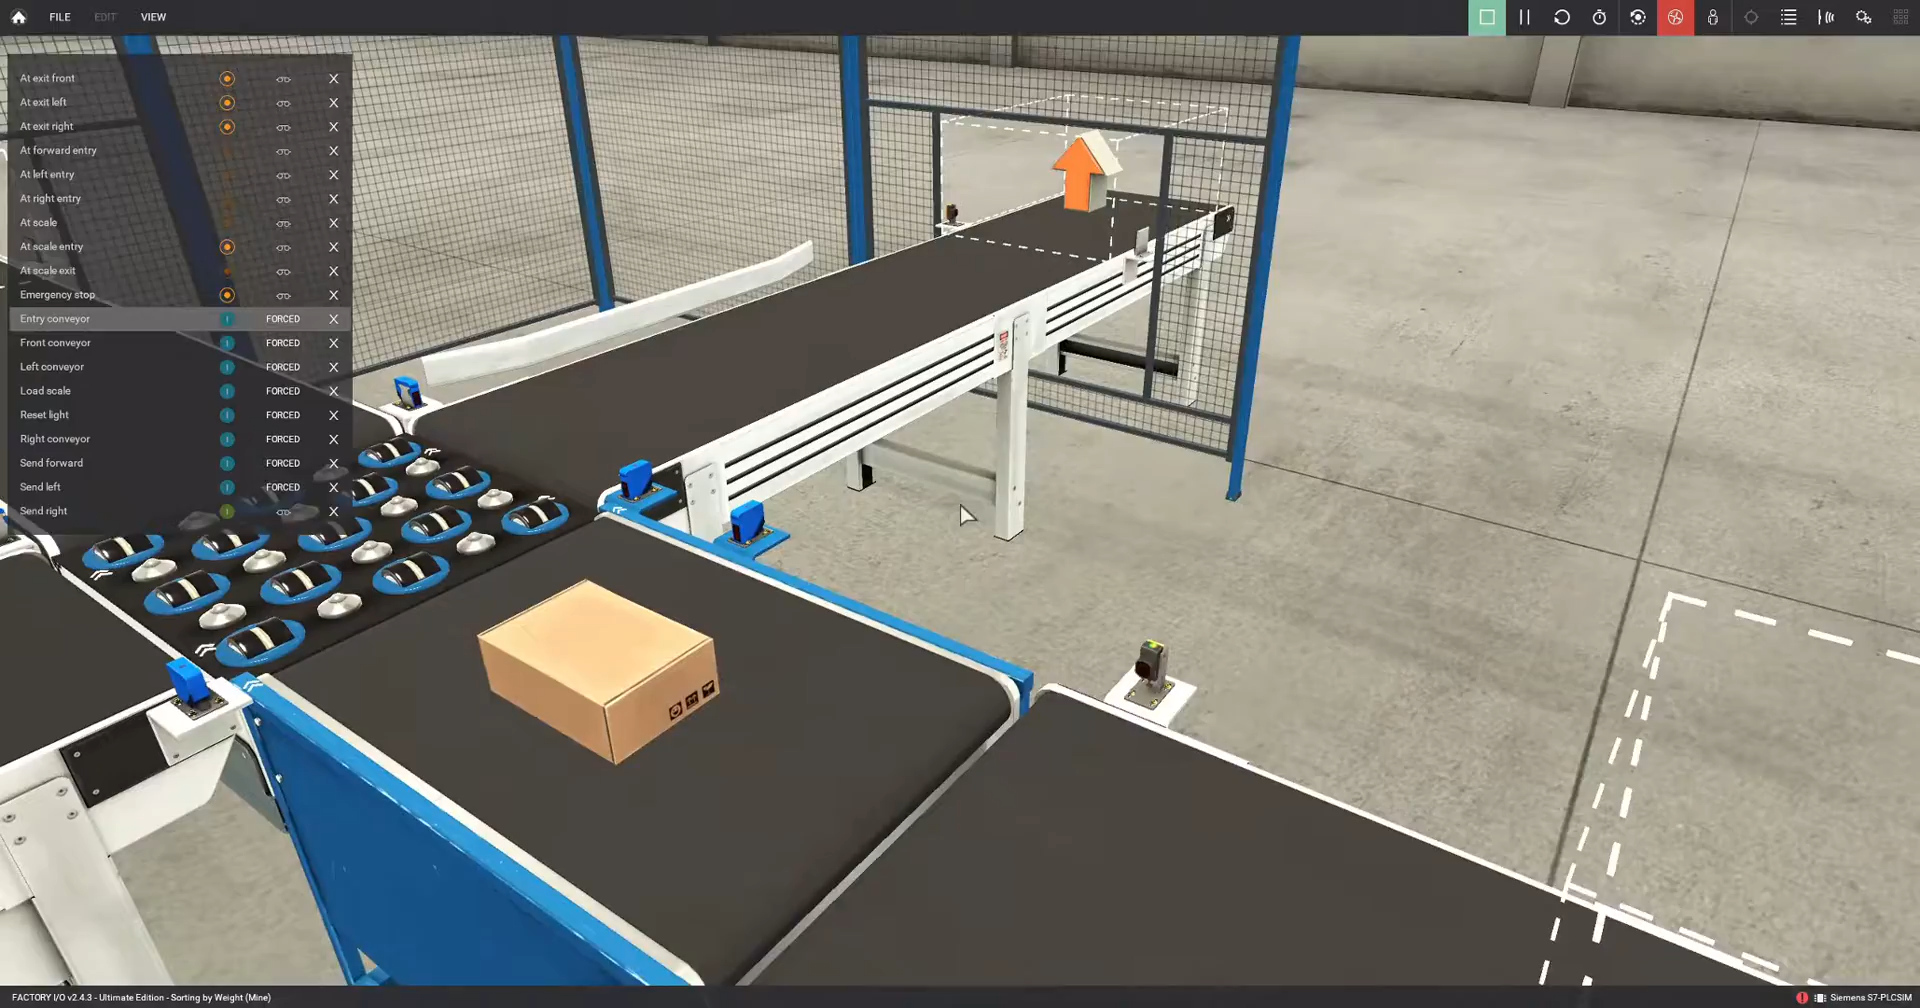 FILE EDIT VIEW
At exit front X
At exit left X
At exit right X
At forward entry X
At left entry X
At right entry X
At scale X
At scale entry X
At scale exit X
Emergency stop X
Entry conveyor FORCED X
Front conveyor FORCED X
Left conveyor FORCED X
Load scale FORCED X
Reset light FORCED X
Right conveyor FORCED X
Send forward FORCED X
Send left FORCED X
Send right X
FACTORY I/O v2.4.3 - Ultimate Edition - Sorting by Weight (Mine) Siemens S7-PLCSIM